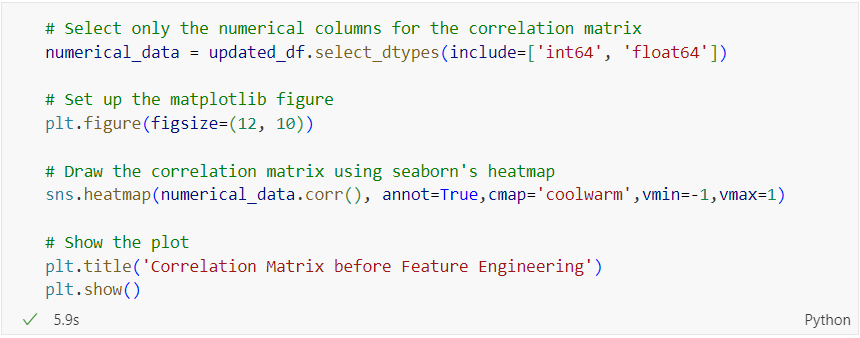 # Select only the numerical columns for the correlation matrix
numerical_data = updated_df.select_dtypes(include=['int64', 'float64'])
# Set up the matplotlib figure
plt.figure(figsize=(12, 10))
# Draw the correlation matrix using seaborn's heatmap
sns.heatmap(numerical_data.corr(), annot=True,cmap='coolwarm',vmin=-1,vmax=1)
# Show the plot
plt.title('Correlation Matrix before Feature Engineering')
plt.show()
5.9s Python